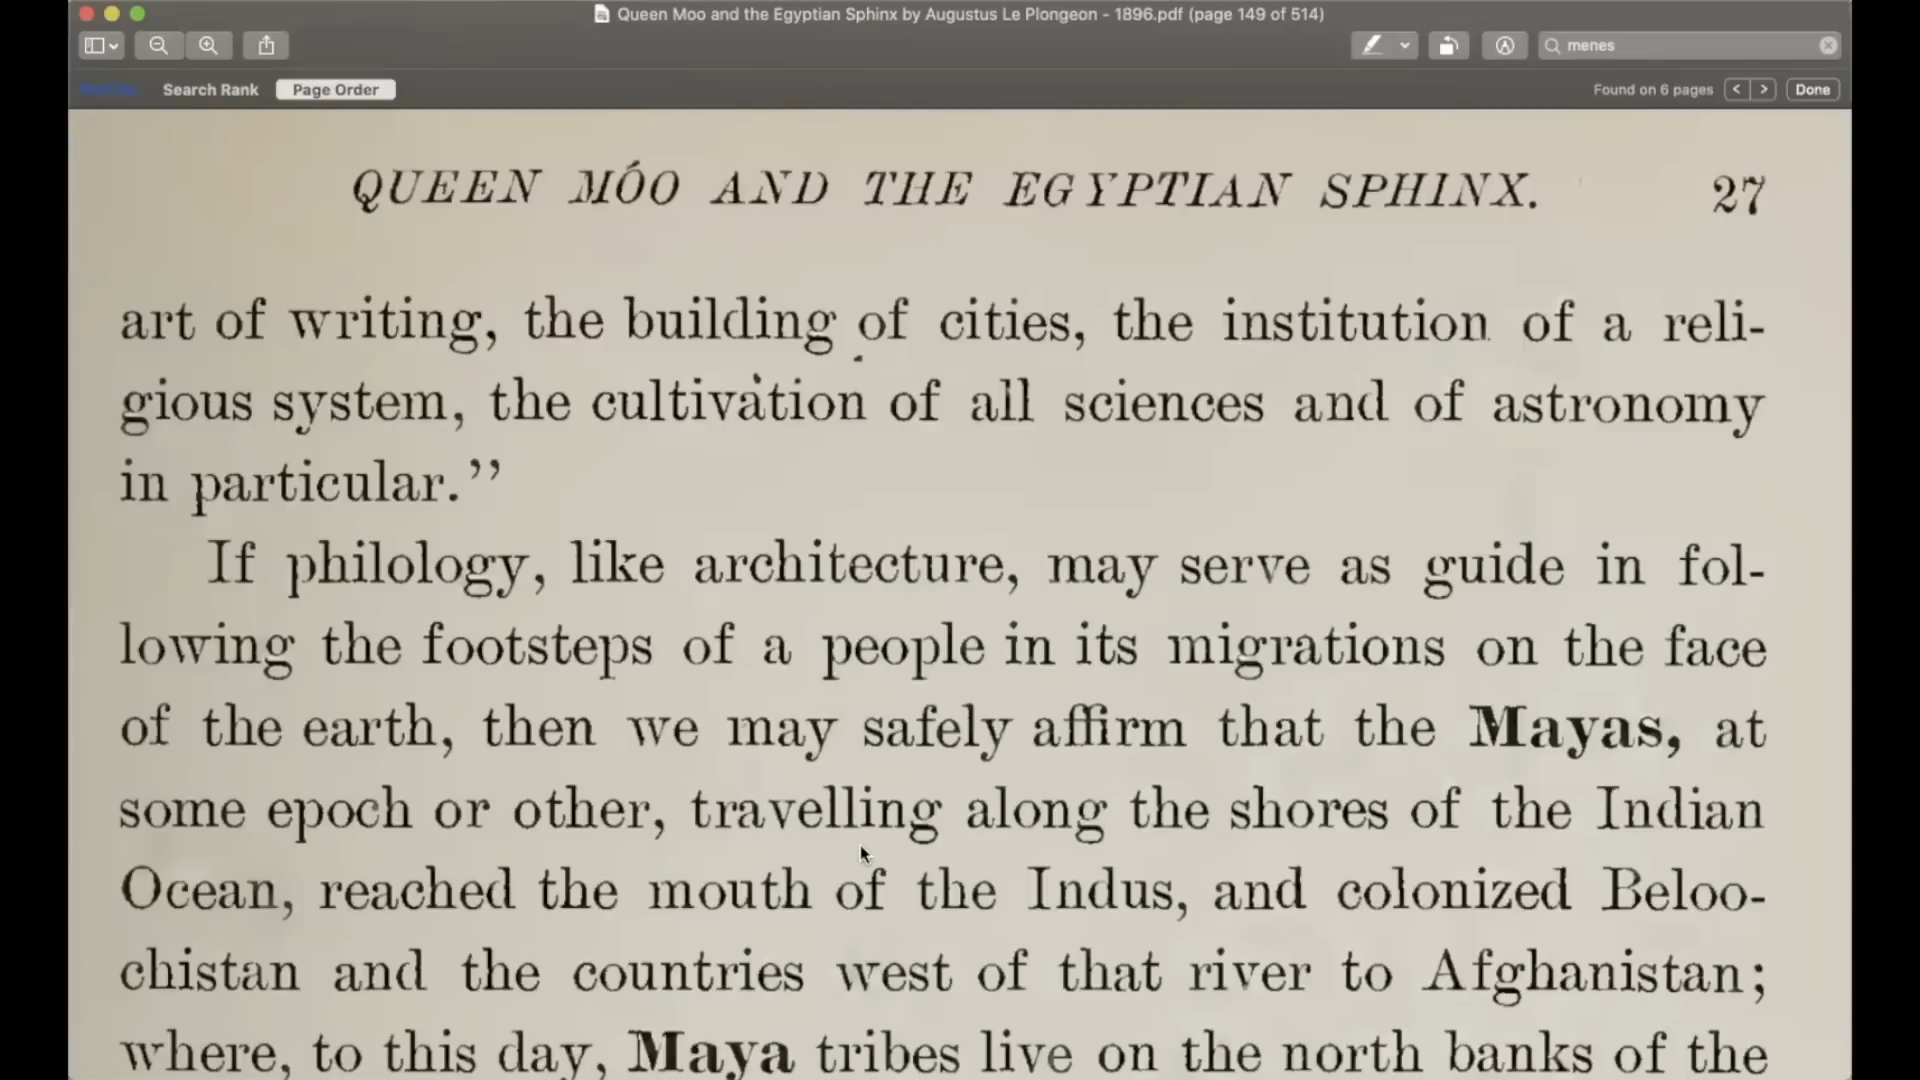 Queen Moo and the Egyptian Sphinx by Augustus Le Plongeon - 1896.pdf (page 149 of 514)
menes
Search Rank Page Order Found on 6 pages < > Done
QUEEN MÓO AND THE EGYPTIAN SPHINX. 27
art of writing, the building of cities, the institution of a reli-
gious system, the cultivation of all sciences and of astronomy
in particular.”
If philology, like architecture, may serve as guide in fol-
lowing the footsteps of a people in its migrations on the face
of the earth, then we may safely affirm that the Mayas, at
some epoch or other, travelling along the shores of the Indian
Ocean, reached the mouth of the Indus, and colonized Beloo-
chistan and the countries west of that river to Afghanistan;
where, to this day, Maya tribes live on the north banks of the